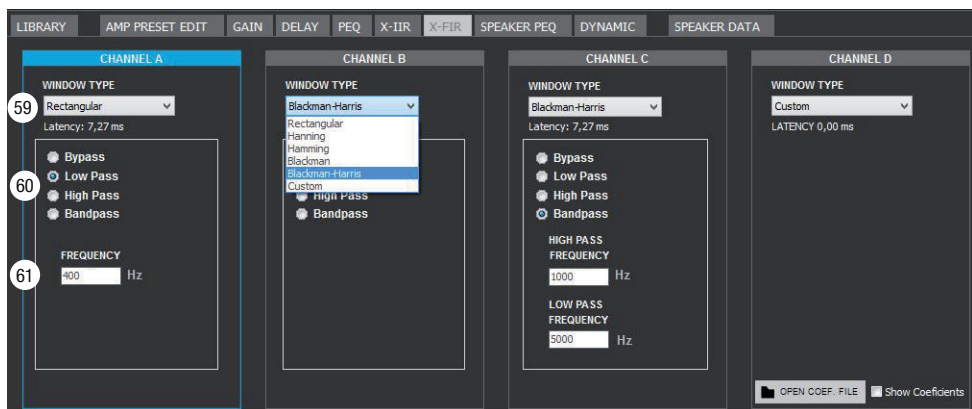 LIBRARY AMP PRESET EDIT GAIN DELAY PEQ X-IIR X-FIR SPEAKER PEQ DYNAMIC SPEAKER DATA
CHANNEL A
WINDOW TYPE
59
Rectangular
Latency: 7,27 ms
60
Bypass
Low Pass
High Pass
Bandpass
61
FREQUENCY
400 Hz
CHANNEL B
WINDOW TYPE
Blackman-Harris
Rectangular
Hanning
Hamming
Blackman
Blackman-Harris
Custom
High Pass
Bandpass
CHANNEL C
WINDOW TYPE
Blackman-Harris
Latency: 7,27 ms
Bypass
Low Pass
High Pass
Bandpass
HIGH PASS
FREQUENCY
1000 Hz
LOW PASS
FREQUENCY
5000 Hz
CHANNEL D
WINDOW TYPE
Custom
LATENCY 0,00 ms
OPEN COEF. FILE Show Coeficients